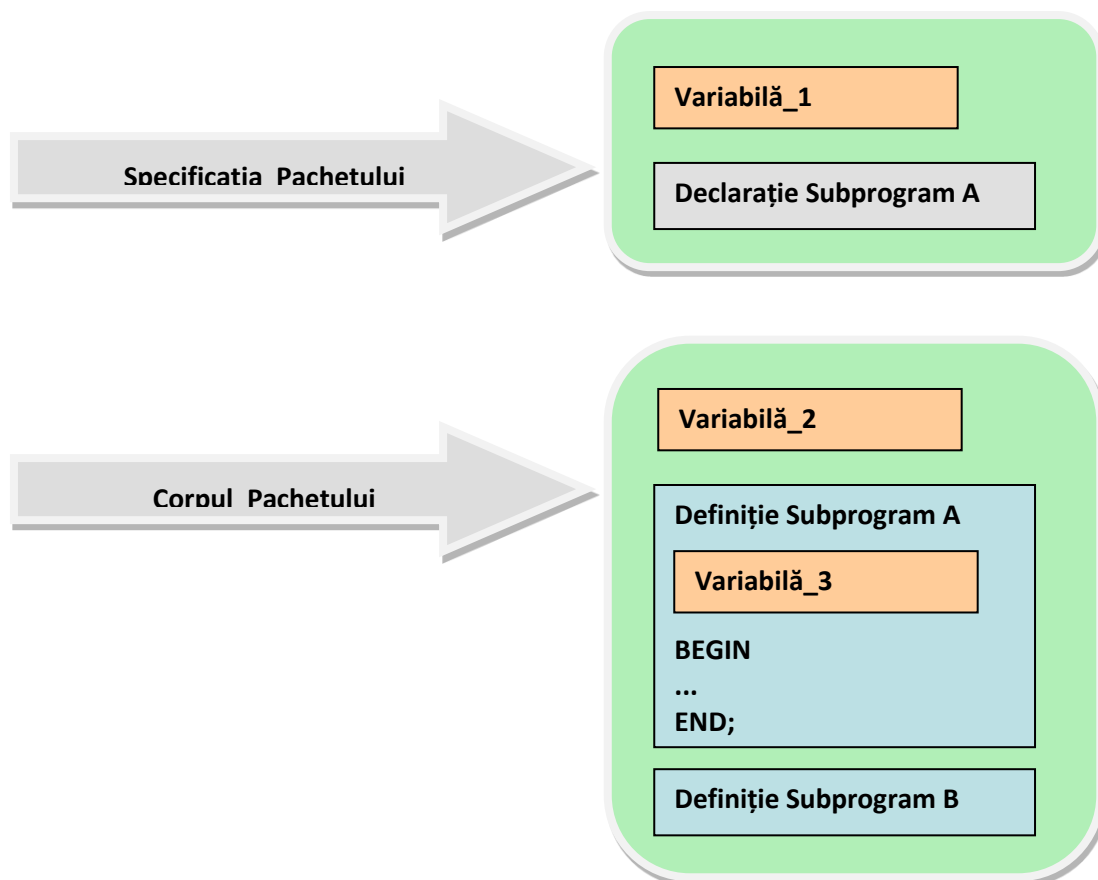 Variabilă_1
Specificatia Pachetului
Declarație Subprogram A
Variabilă_2
Corpul Pachetului
Definiție Subprogram A
Variabilă_3
BEGIN
...
END;
Definiție Subprogram B